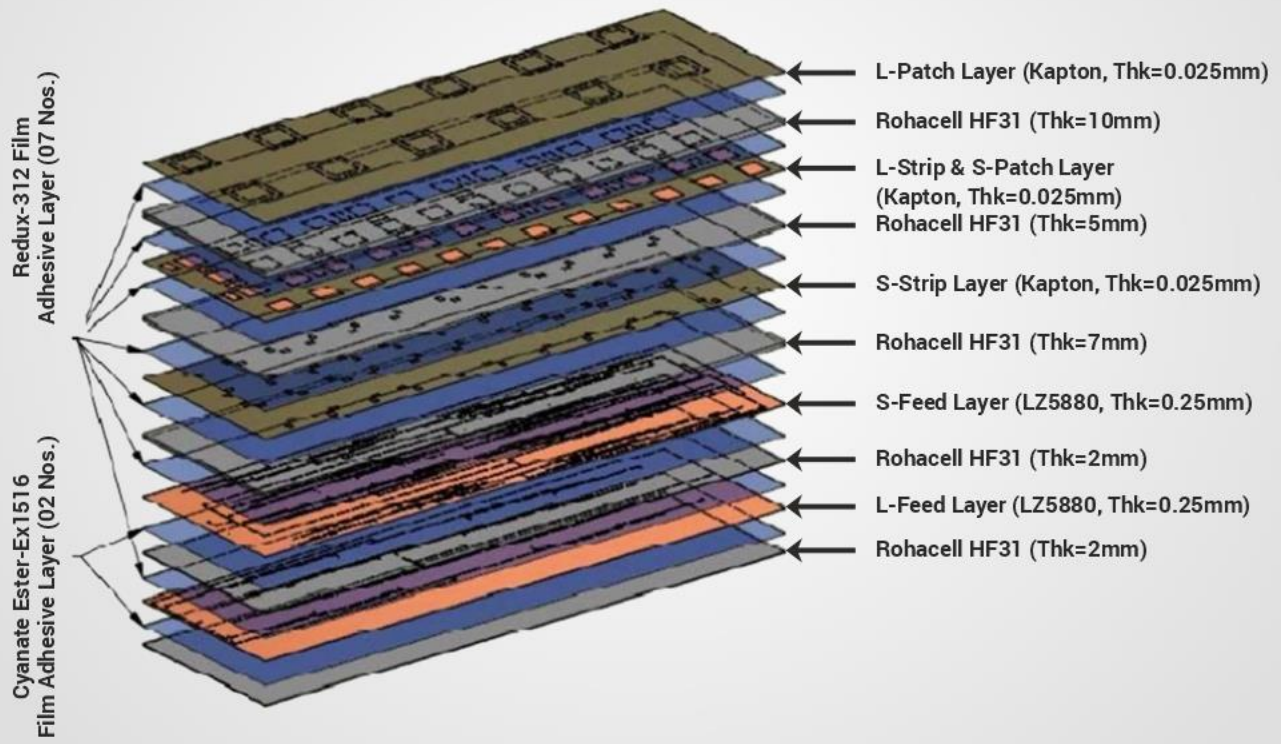 Redux-312 Film
Adhesive Layer (07 Nos.)
Cyanate Ester-Ex1516
Film Adhesive Layer (02 Nos.)
L-Patch Layer (Kapton, Thk=0.025mm)
Rohacell HF31 (Thk=10mm)
L-Strip & S-Patch Layer
(Kapton, Thk=0.025mm)
Rohacell HF31 (Thk=5mm)
S-Strip Layer (Kapton, Thk=0.025mm)
Rohacell HF31 (Thk=7mm)
S-Feed Layer (LZ5880, Thk=0.25mm)
Rohacell HF31 (Thk=2mm)
L-Feed Layer (LZ5880, Thk=0.25mm)
Rohacell HF31 (Thk=2mm)